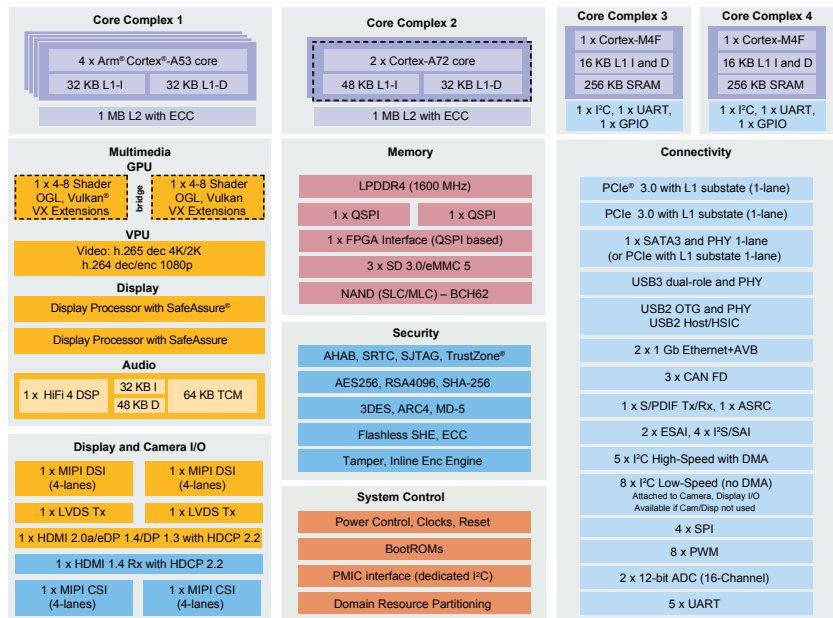 Core Complex 1
4 x Arm® Cortex®-A53 core
32 KB L1-I
32 KB L1-D
1 MB L2 with ECC
Core Complex 2
2 x Cortex-A72 core
48 KB L1-I
32 KB L1-D
1 MB L2 with ECC
Core Complex 3
1 x Cortex-M4F
16 KB L1 I and D
256 KB SRAM
1 x I²C, 1 x UART,
1 x GPIO
Core Complex 4
1 x Cortex-M4F
16 KB L1 I and D
256 KB SRAM
1 x I²C, 1 x UART,
1 x GPIO
Multimedia
GPU
1 x 4-8 Shader
OGL, Vulkan®
VX Extensions
bridge
1 x 4-8 Shader
OGL, Vulkan
VX Extensions
VPU
Video: h.265 dec 4K/2K
h.264 dec/enc 1080p
Display
Display Processor with SafeAssure®
Display Processor with SafeAssure
Audio
1 x HiFi 4 DSP
32 KB I
48 KB D
64 KB TCM
Display and Camera I/O
1 x MIPI DSI
(4-lanes)
1 x MIPI DSI
(4-lanes)
1 x LVDS Tx
1 x LVDS Tx
1 x HDMI 2.0a/eDP 1.4/DP 1.3 with HDCP 2.2
1 x HDMI 1.4 Rx with HDCP 2.2
1 x MIPI CSI
(4-lanes)
1 x MIPI CSI
(4-lanes)
Memory
LPDDR4 (1600 MHz)
1 x QSPI
1 x QSPI
1 x FPGA Interface (QSPI based)
3 x SD 3.0/eMMC 5
NAND (SLC/MLC) – BCH62
Security
AHAB, SRTC, SJTAG, TrustZone®
AES256, RSA4096, SHA-256
3DES, ARC4, MD-5
Flashless SHE, ECC
Tamper, Inline Enc Engine
System Control
Power Control, Clocks, Reset
BootROMs
PMIC interface (dedicated I²C)
Domain Resource Partitioning
Connectivity
PCIe® 3.0 with L1 substate (1-lane)
PCIe 3.0 with L1 substate (1-lane)
1 x SATA3 and PHY 1-lane
(or PCIe with L1 substate 1-lane)
USB3 dual-role and PHY
USB2 OTG and PHY
USB2 Host/HSIC
2 x 1 Gb Ethernet+AVB
3 x CAN FD
1 x S/PDIF Tx/Rx, 1 x ASRC
2 x ESAI, 4 x I²S/SAI
5 x I²C High-Speed with DMA
8 x I²C Low-Speed (no DMA)
Attached to Camera, Display I/O
Available if Cam/Disp not used
4 x SPI
8 x PWM
2 x 12-bit ADC (16-Channel)
5 x UART